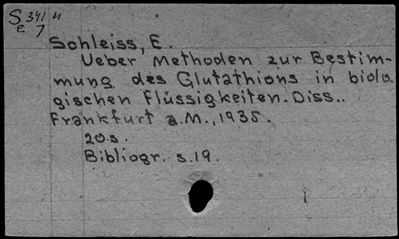 S 341 n
e 7
Schleiss, E.
Ueber Methoden zur Bestim-
mung des Glutathions in biolo
gischen Flüssigkeiten. Diss..
Frankfurt a.M., 1935.
20s.
Bibliogr. s.19.